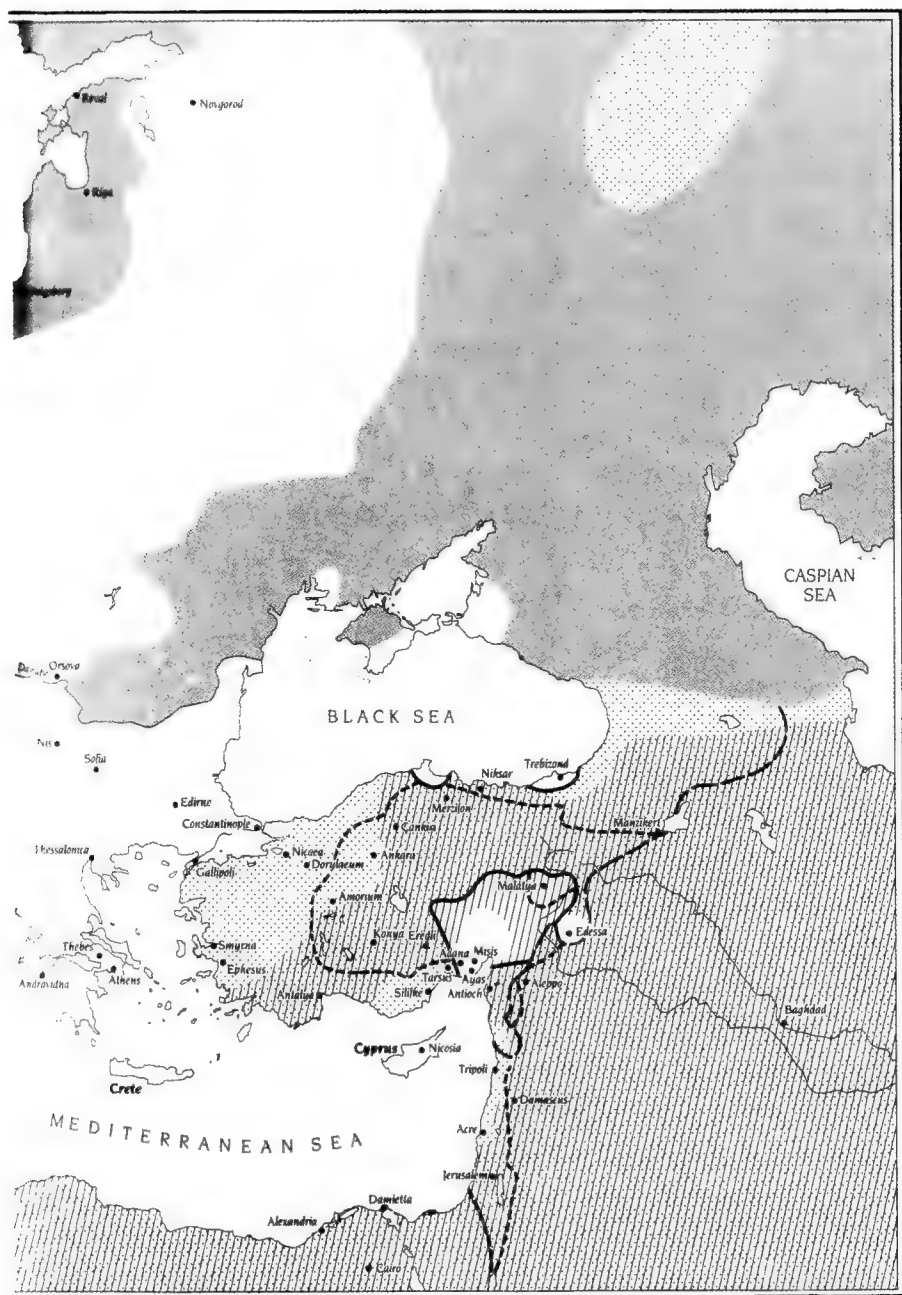 Reval
Novgorod
Riga
CASPIAN
SEA
Orsova
BLACK SEA
Nis
Sofia
Trebizond
Niksar
Edirne
Merzifon
Constantinople
Çankiri
Manzikert
Thessalonica
Nicaea
Ankara
Gallipoli
Dorylaeum
Malatya
Amorium
Edessa
Konya
Eregli
Thebes
Smyrna
Adana
Misis
Athens
Ephesus
Tarsus
Ayas
Andravidha
Antalya
Silifke
Antioch
Aleppo
Baghdad
Cyprus
Nicosia
Tripoli
Crete
Damascus
MEDITERRANEAN SEA
Acre
Jerusalem
Damietta
Alexandria
Cairo